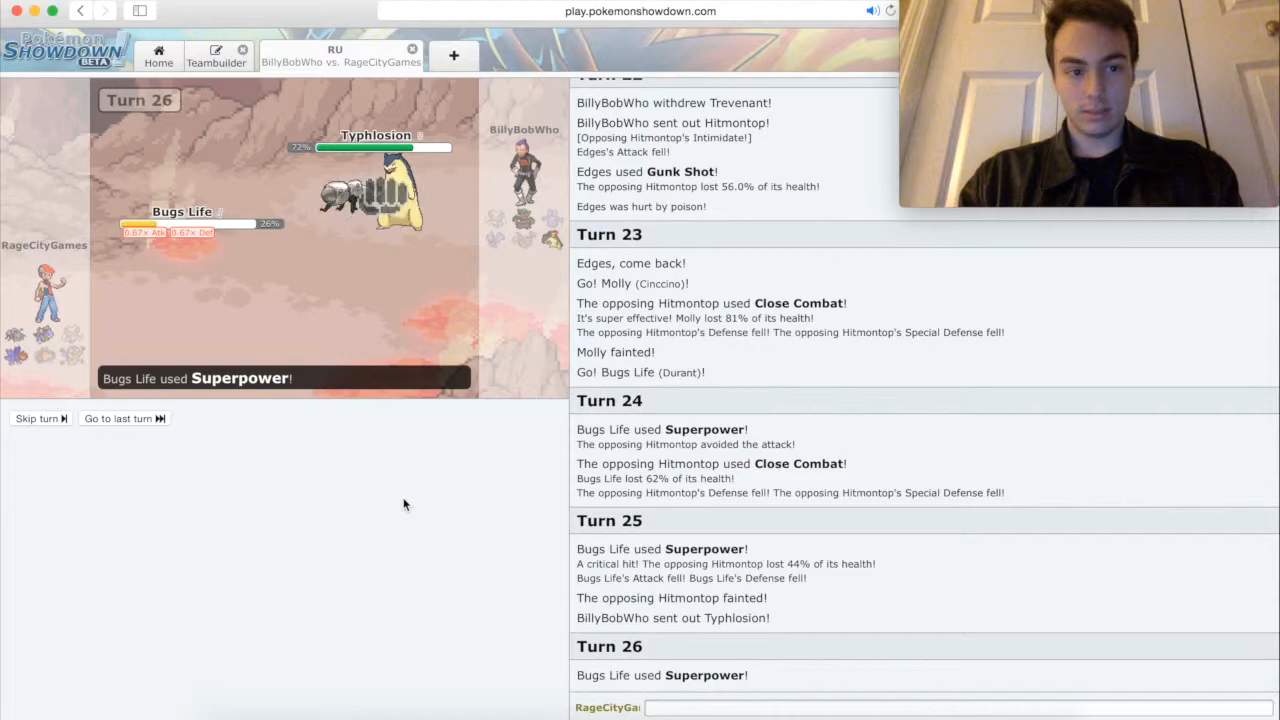 play.pokemonshowdown.com
Pokémon
SHOWDOWN
BETA
Home
Teambuilder
RU
BillyBobWho vs. RageCityGames
+
Turn 26
Typhlosion
72%
BillyBobWho
Bugs Life
26%
0.67× Atk 0.67× Def
RageCityGames
Bugs Life used Superpower!
Skip turn
Go to last turn
BillyBobWho withdrew Trevenant!
BillyBobWho sent out Hitmontop!
[Opposing Hitmontop's Intimidate!]
Edges's Attack fell!
Edges used Gunk Shot!
The opposing Hitmontop lost 56.0% of its health!
Edges was hurt by poison!
Turn 23
Edges, come back!
Go! Molly (Cinccino)!
The opposing Hitmontop used Close Combat!
It's super effective! Molly lost 81% of its health!
The opposing Hitmontop's Defense fell! The opposing Hitmontop's Special Defense fell!
Molly fainted!
Go! Bugs Life (Durant)!
Turn 24
Bugs Life used Superpower!
The opposing Hitmontop avoided the attack!
The opposing Hitmontop used Close Combat!
Bugs Life lost 62% of its health!
The opposing Hitmontop's Defense fell! The opposing Hitmontop's Special Defense fell!
Turn 25
Bugs Life used Superpower!
A critical hit! The opposing Hitmontop lost 44% of its health!
Bugs Life's Attack fell! Bugs Life's Defense fell!
The opposing Hitmontop fainted!
BillyBobWho sent out Typhlosion!
Turn 26
Bugs Life used Superpower!
RageCityGa